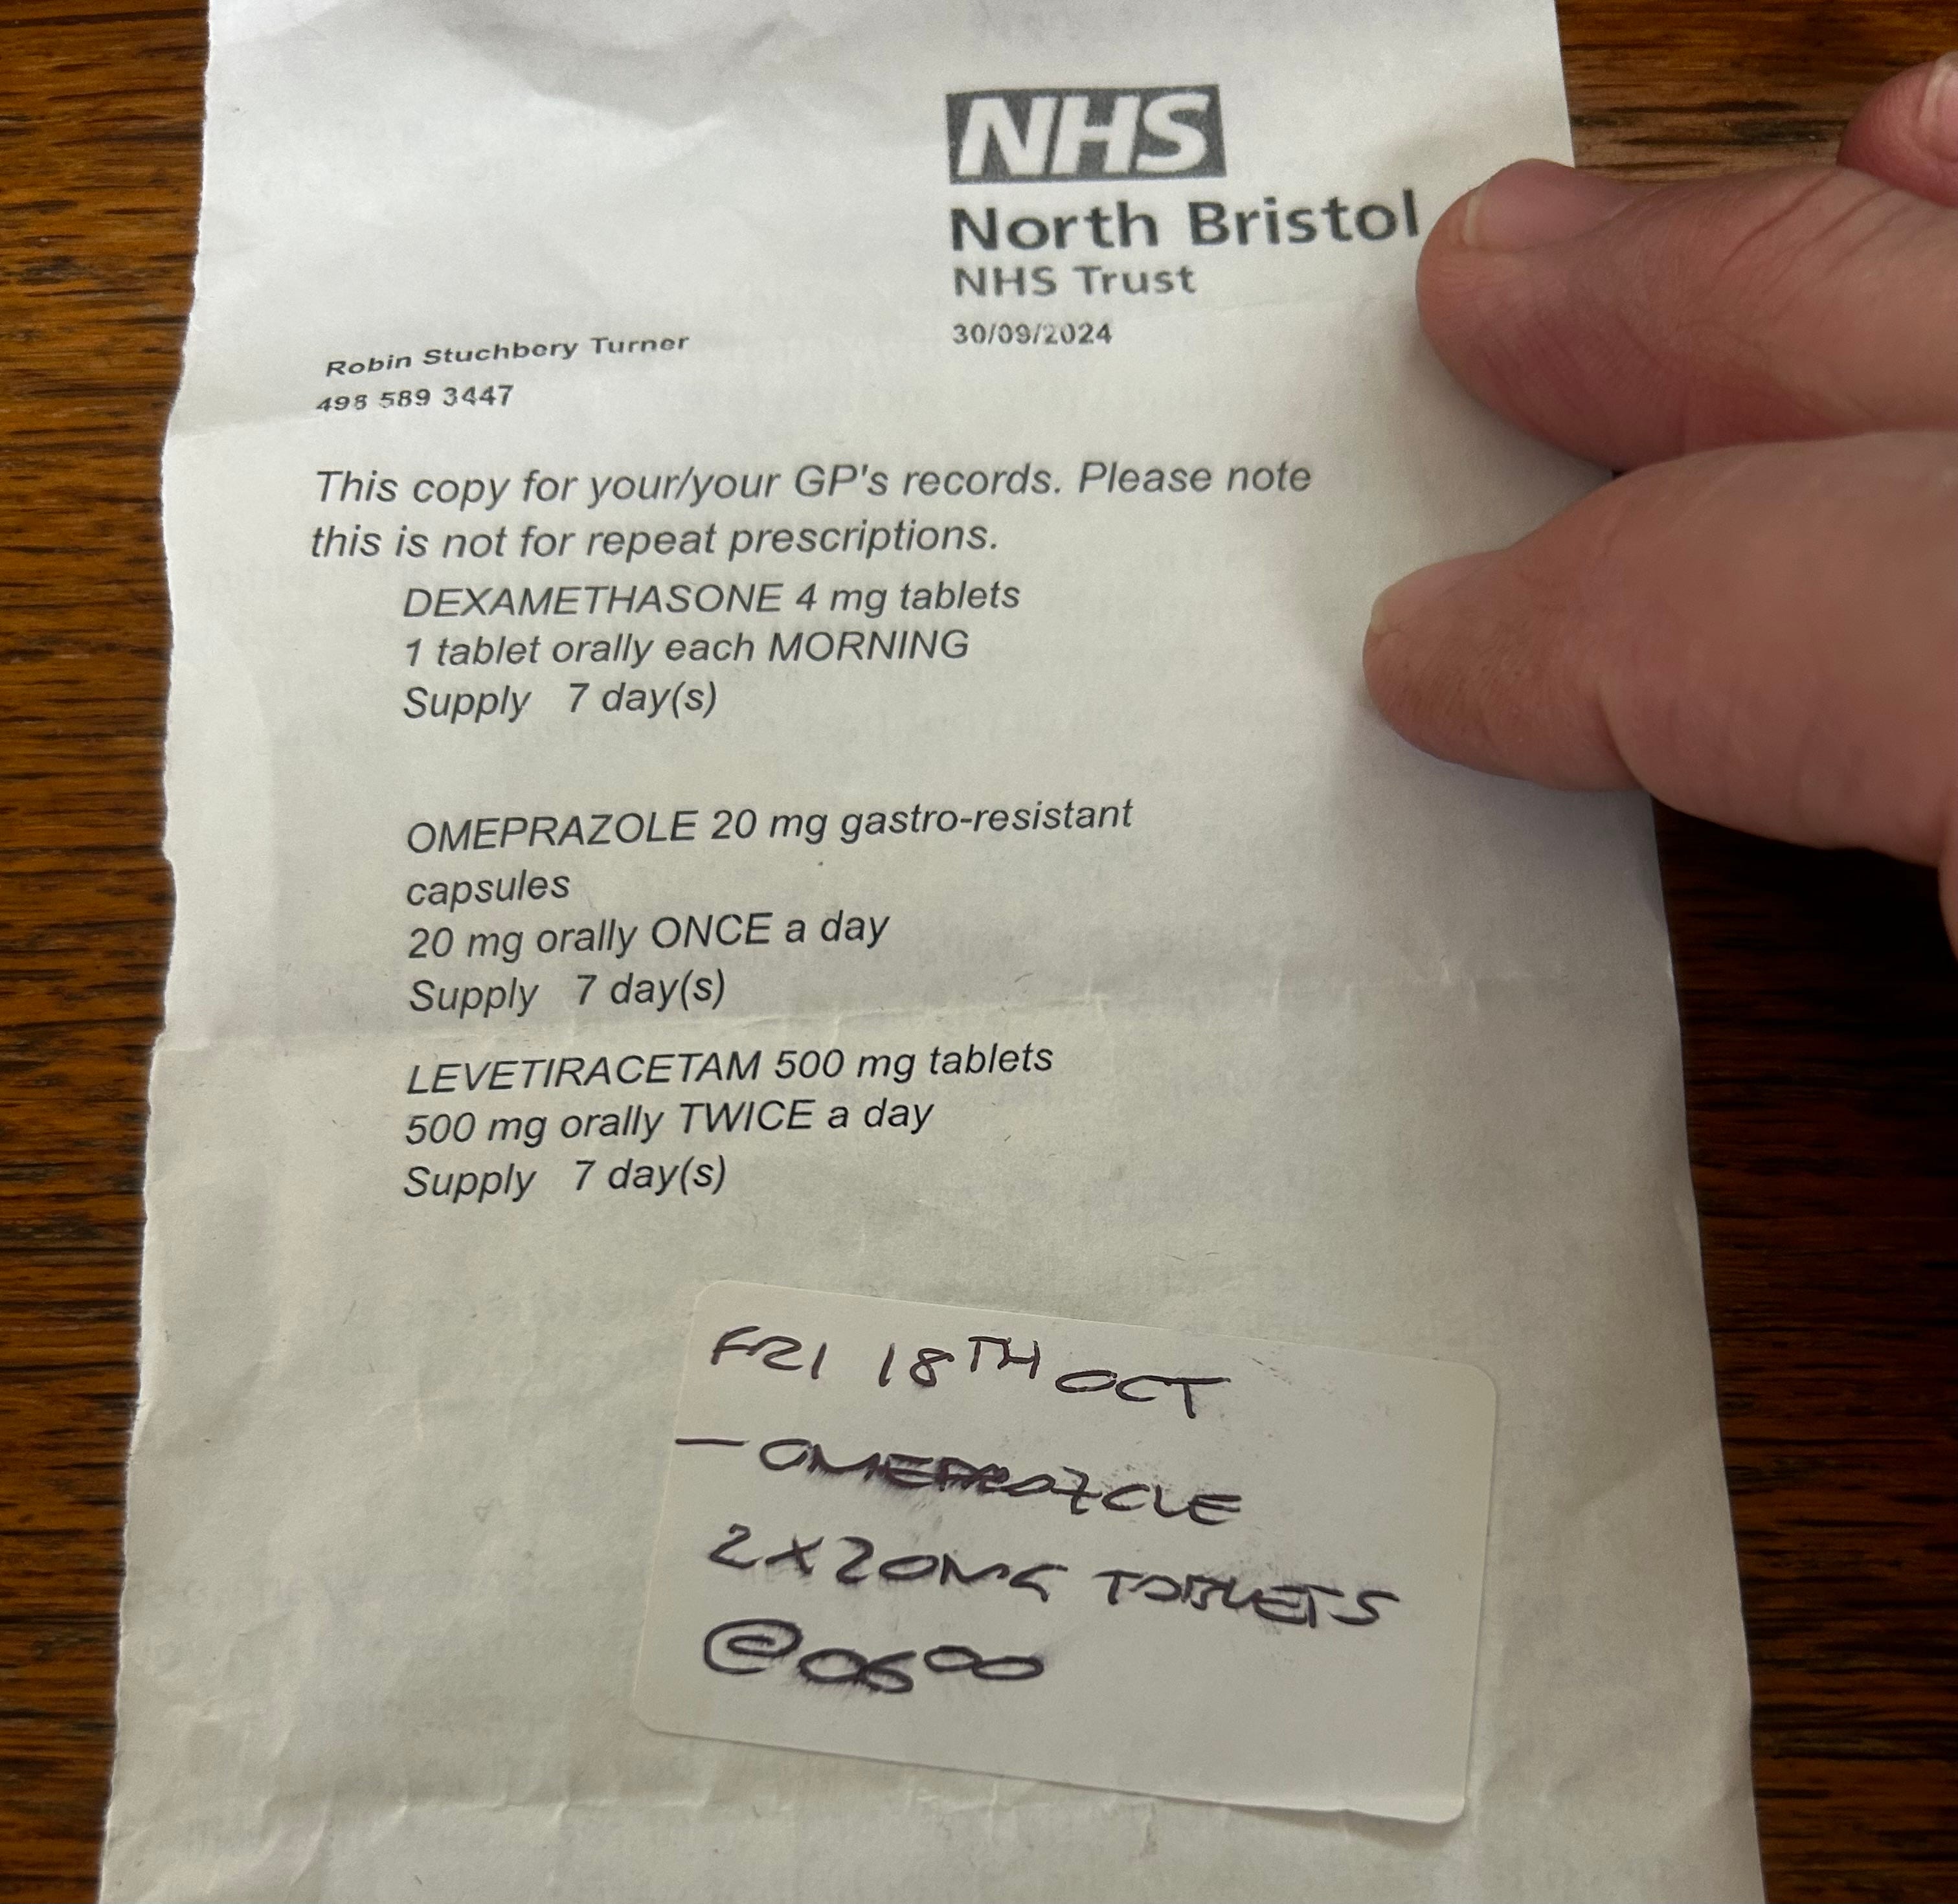 NHS
North Bristol
NHS Trust
30/09/2024
Robin Stuchbery Turner
498 589 3447
This copy for your/your GP's records. Please note
this is not for repeat prescriptions.
DEXAMETHASONE 4 mg tablets
1 tablet orally each MORNING
Supply 7 day(s)
OMEPRAZOLE 20 mg gastro-resistant
capsules
20 mg orally ONCE a day
Supply 7 day(s)
LEVETIRACETAM 500 mg tablets
500 mg orally TWICE a day
Supply 7 day(s)
FRI 18TH OCT
— OMEPROZOLE
2 X 20MG TABLETS
@ 0600